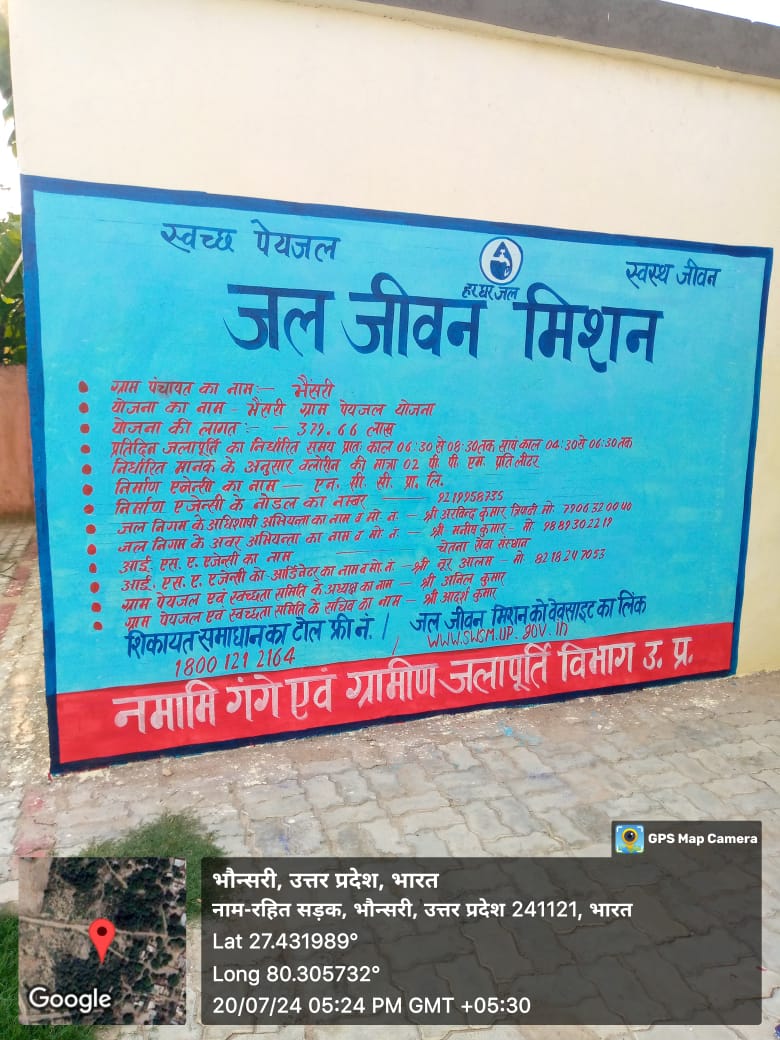 स्वच्छ पेयजल
स्वस्थ जीवन
हर घर जल
जल जीवन मिशन
ग्राम पंचायत का नाम:- भैंसरी
योजना का नाम - भैंसरी ग्राम पेयजल योजना
योजना की लागत:- - 379.66 लाख
प्रतिदिन जलापूर्ति का निर्धारित समय प्रातः काल 06:30 से 08:30 तक सायं काल 04:30 से 06:30 तक
निर्धारित मानक के अनुसार क्लोरीन की मात्रा 02 पी. पी. एम. प्रति लीटर
निर्माण एजेन्सी का नाम - एन. सी. सी. प्रा. लि.
निर्माण एजेन्सी के नोडल का नम्बर - 9219958735
जल निगम के अधिशाषी अभियन्ता का नाम व मो. न. - श्री अरविन्द कुमार त्रिपाठी मो. 7906320040
जल निगम के अवर अभियन्ता का नाम व मो. न. - श्री मनीष कुमार - मो. 9889302219
आई. एस. ए. एजेन्सी का नाम - चेतना सेवा संस्थान
आई. एस. ए. एजेन्सी को आर्डिनेटर का नाम व मो. न. - श्री नूर आलम - मो. 8218247053
ग्राम पेयजल एवं स्वच्छता समिति के अध्यक्ष का नाम - श्री अनिल कुमार
ग्राम पेयजल एवं स्वच्छता समिति के सचिव का नाम - श्री आदर्श कुमार
शिकायत समाधान का टोल फ्री नं. / जल जीवन मिशन को वेवसाइट का लिंक
1800 121 2164 / WWW.SWSM.UP.gov.in
नमामि गंगे एवं ग्रामीण जलापूर्ति विभाग उ. प्र.
GPS Map Camera
भौन्सरी, उत्तर प्रदेश, भारत
नाम-रहित सड़क, भौन्सरी, उत्तर प्रदेश 241121, भारत
Lat 27.431989°
Long 80.305732°
20/07/24 05:24 PM GMT +05:30
Google